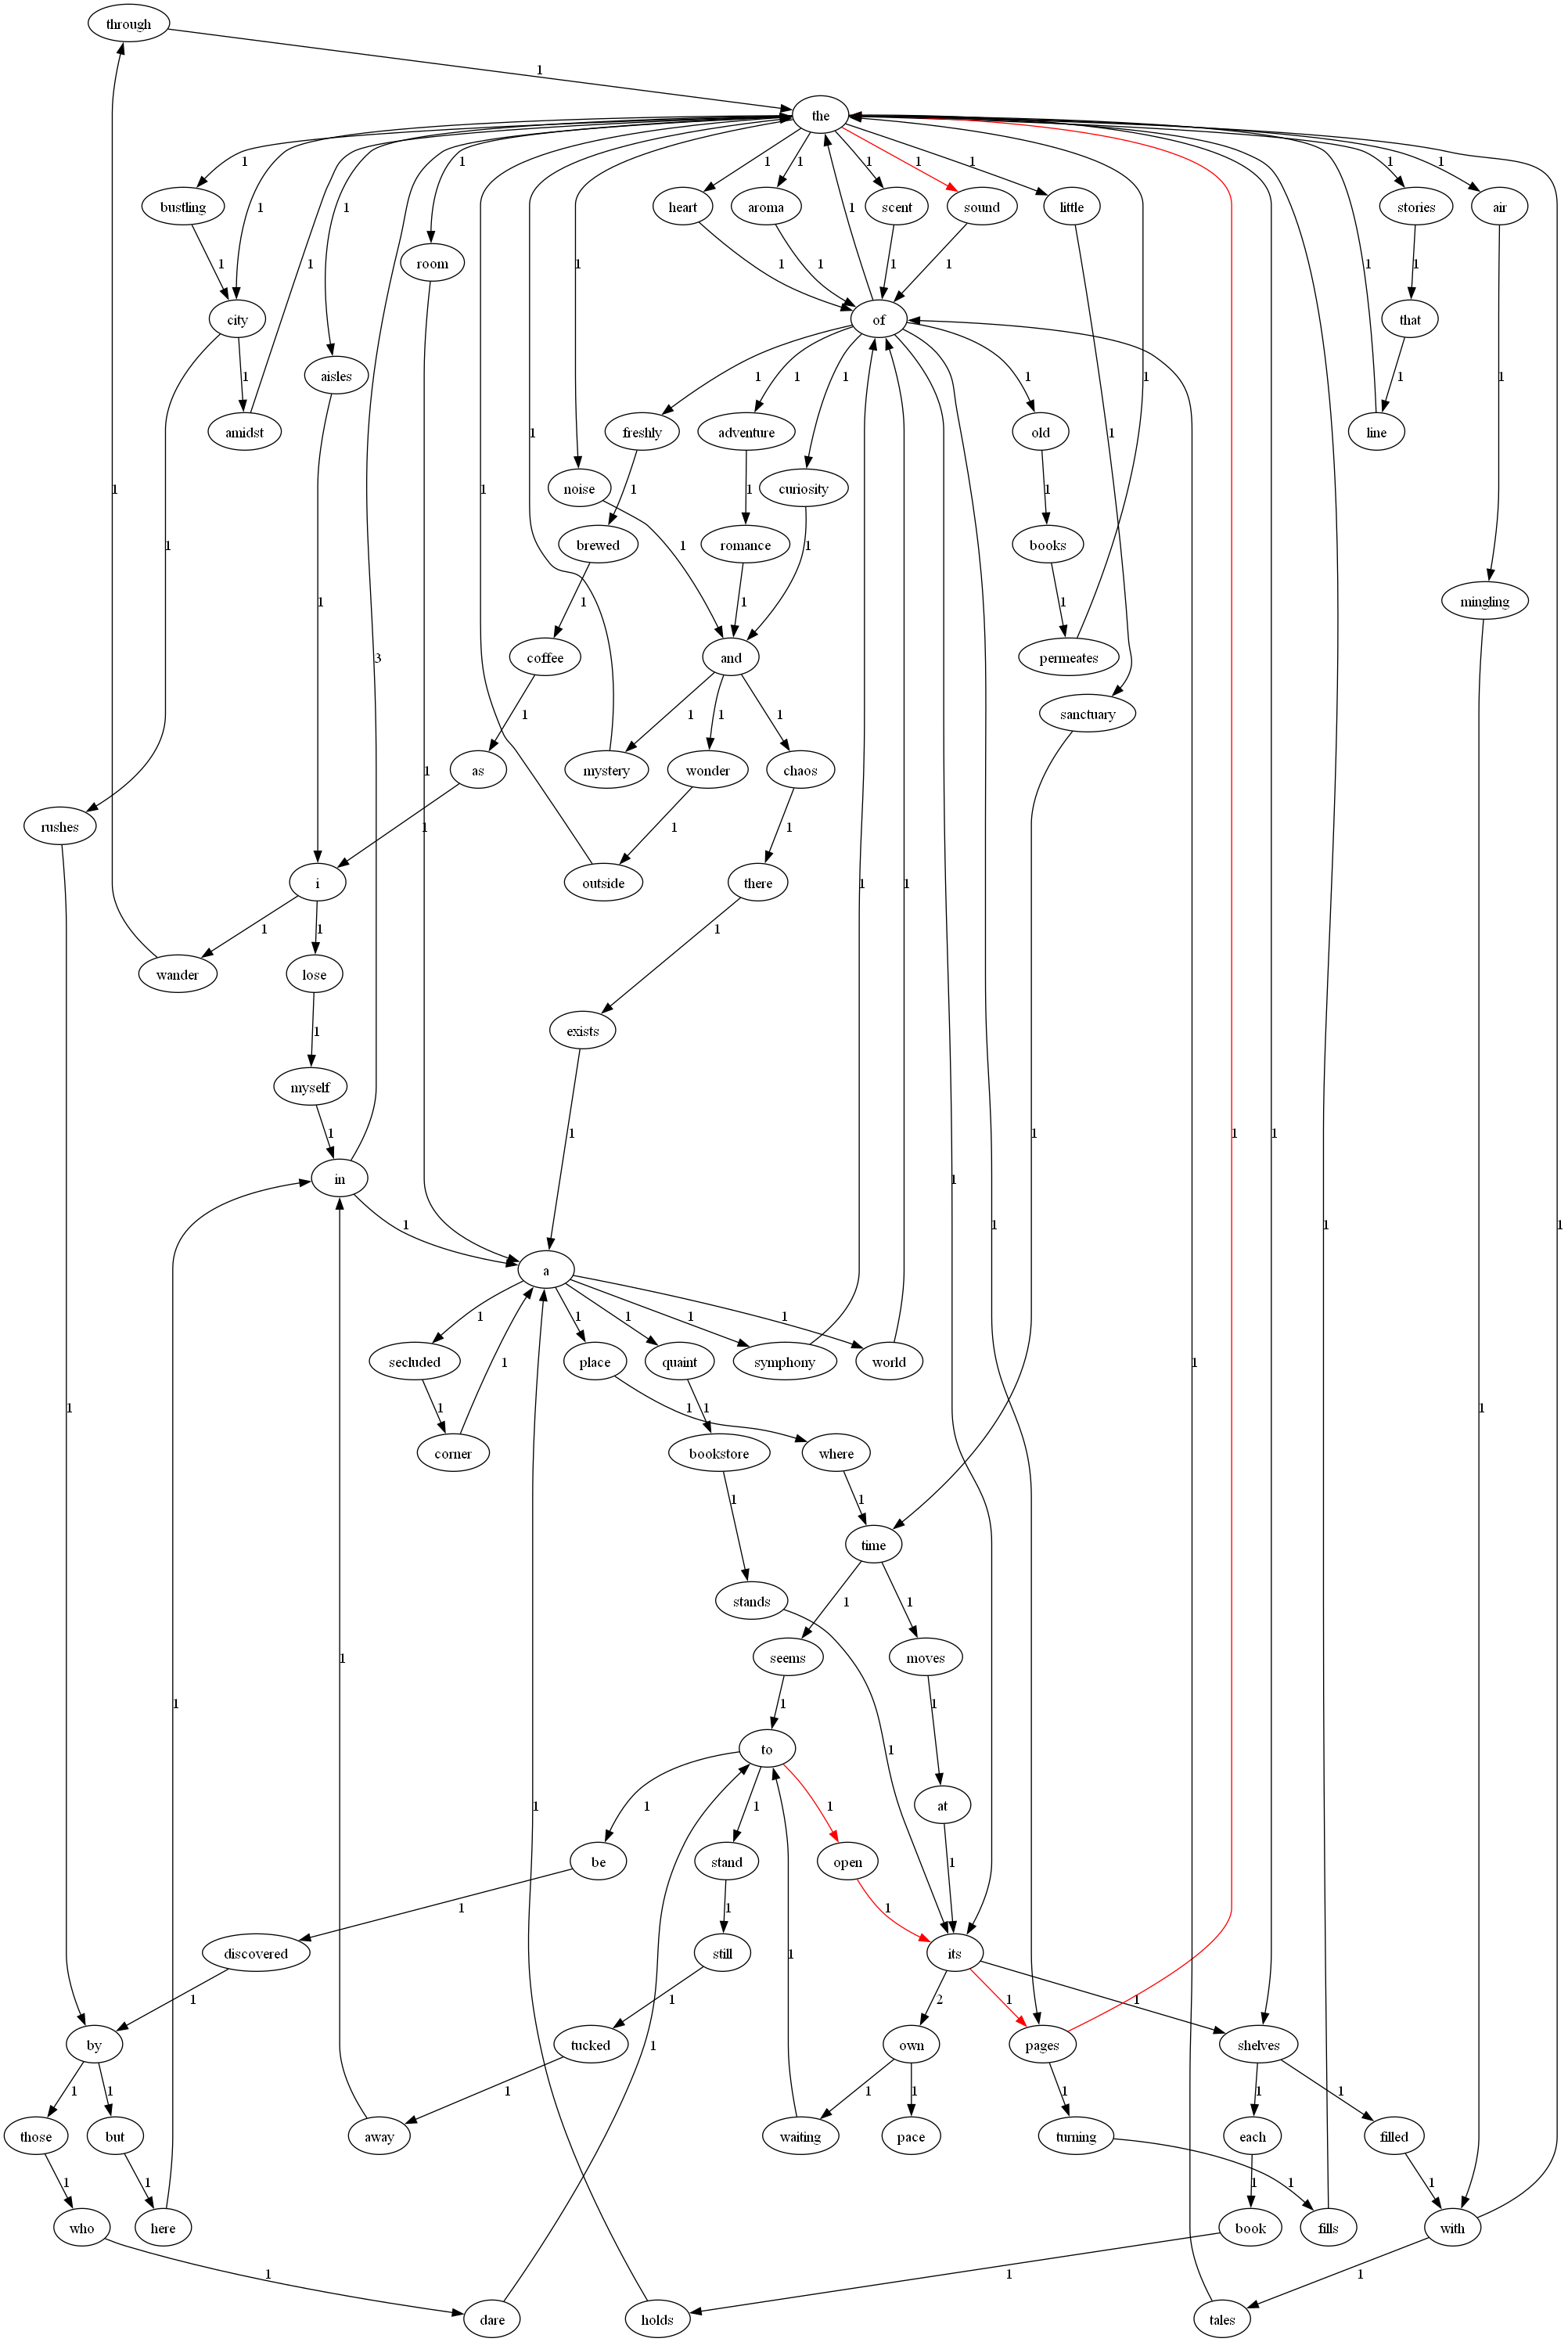 through
1
the
1 1 1 1 1 1 1 1 1 1 1
bustling heart aroma scent sound little stories air
1 1 1 1 1 1 1 1 1 1
room
city that
1 1 1 1 1 1 1 1
aisles
amidst freshly adventure curiosity old line
1 1 1 1 1 1
noise curiosity
1 1 1 1
brewed romance books
1 1 1 1
mingling
3 coffee and permeates
1 1 1 1
sanctuary
as mystery wonder chaos
rushes 1 1 1
i outside there
1 1 1
wander lose
1
exists
myself
1 1 1
in
1 1 1 1
a
1 1 1 1 1
secluded place quaint symphony world
1 1 1 1
corner bookstore where
1 1
time
stands 1 1
seems moves
1 1 1
to
1 1 1 1
at
1 1
be stand open
1 1 1
discovered still its
1 1 2 1 1
by tucked own pages shelves
1 1 1 1 1 1 1 1
those but away waiting pace turning each filled
1 1 1 1 1
who here book fills with
1 1 1
dare holds tales